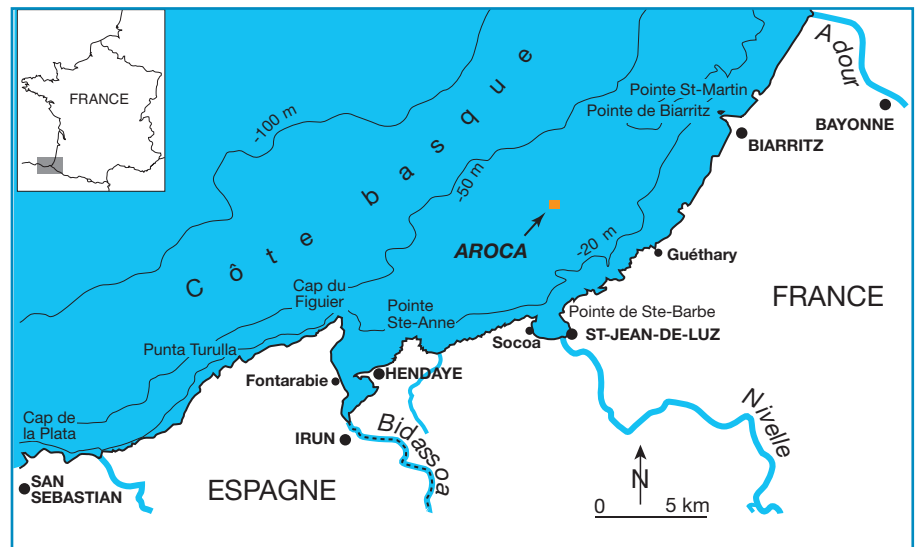 FRANCE
Côte basque
-100 m
-50 m
-20 m
Adour
Pointe St-Martin
Pointe de Biarritz
BAYONNE
BIARRITZ
AROCA
Guéthary
FRANCE
Cap du
Figuier
Pointe
Ste-Anne
Pointe de Ste-Barbe
Socoa
ST-JEAN-DE-LUZ
Punta Turulla
Fontarabie
HENDAYE
Cap de
la Plata
IRUN
Bidassoa
Nivelle
SAN
SEBASTIAN
ESPAGNE
N
0 5 km